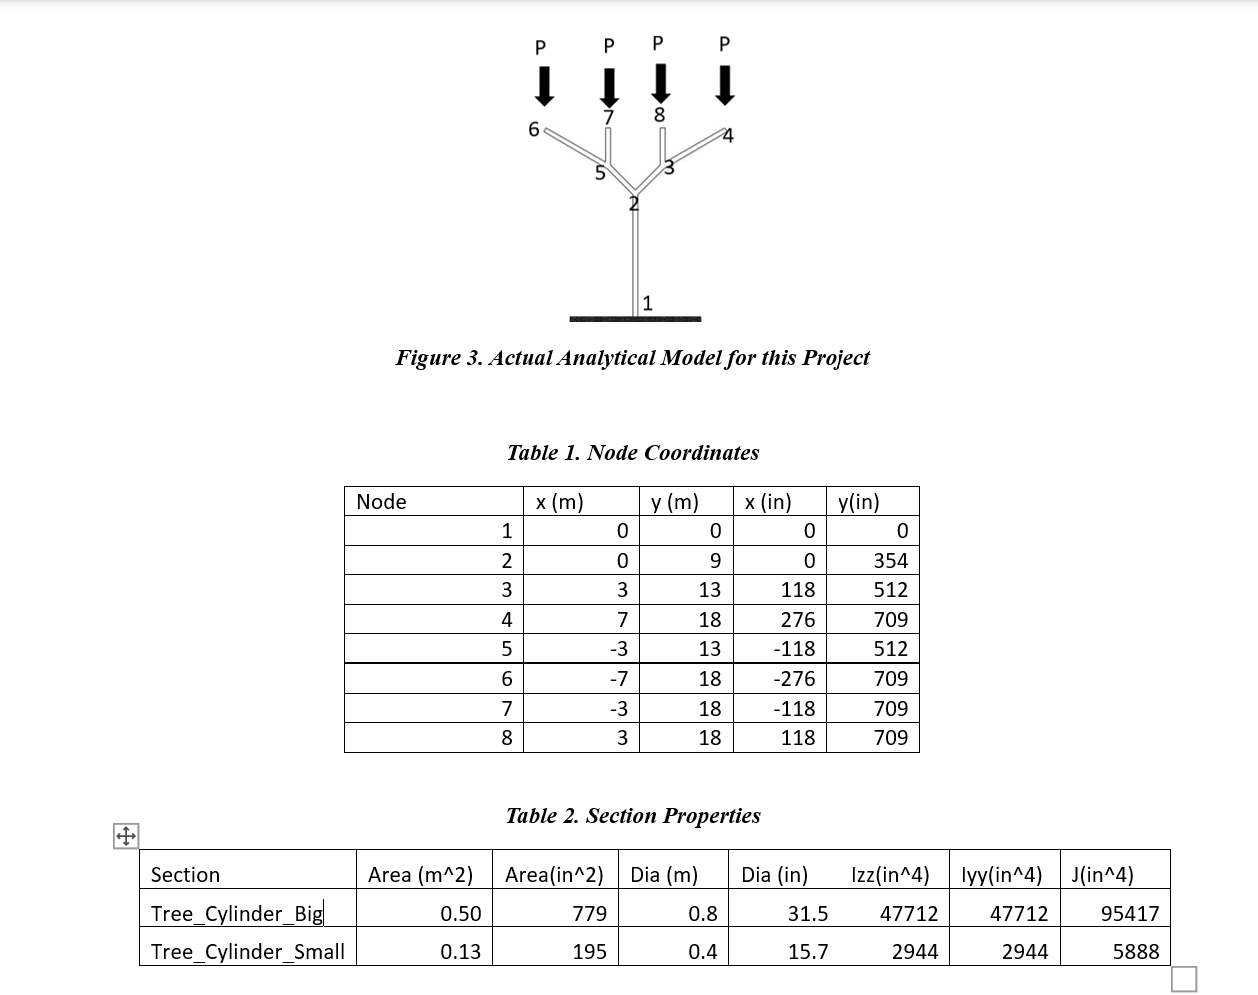 P P P P
7 8
6 4
5 3
2
1
Figure 3. Actual Analytical Model for this Project
Table 1. Node Coordinates
Node x (m) y (m) x (in) y(in)
1 0 0 0 0
2 0 9 0 354
3 3 13 118 512
4 7 18 276 709
5 -3 13 -118 512
6 -7 18 -276 709
7 -3 18 -118 709
8 3 18 118 709
Table 2. Section Properties
Section Area (m^2) Area(in^2) Dia (m) Dia (in) Izz(in^4) Iyy(in^4) J(in^4)
Tree_Cylinder_Big 0.50 779 0.8 31.5 47712 47712 95417
Tree_Cylinder_Small 0.13 195 0.4 15.7 2944 2944 5888